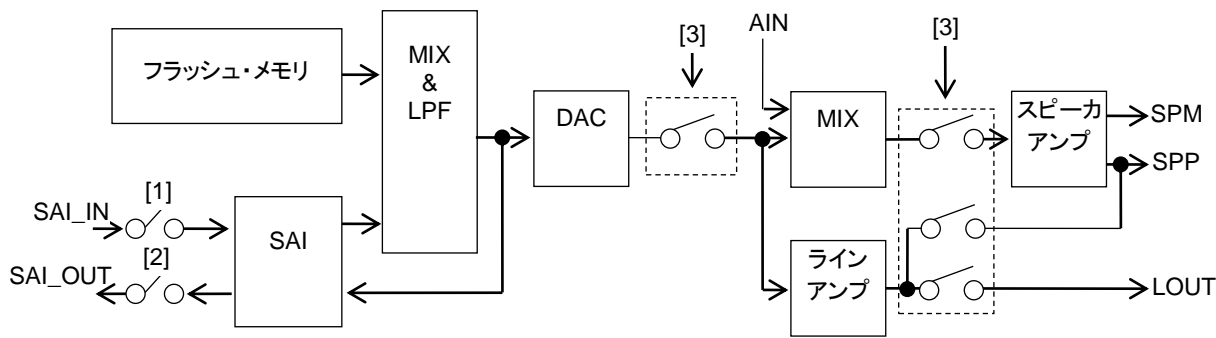 フラッシュ・メモリ
MIX
&
LPF
DAC
[3]
AIN
MIX
[3]
スピーカ
アンプ
SPM
SPP
SAI_IN
[1]
SAI
SAI_OUT
[2]
ライン
アンプ
LOUT